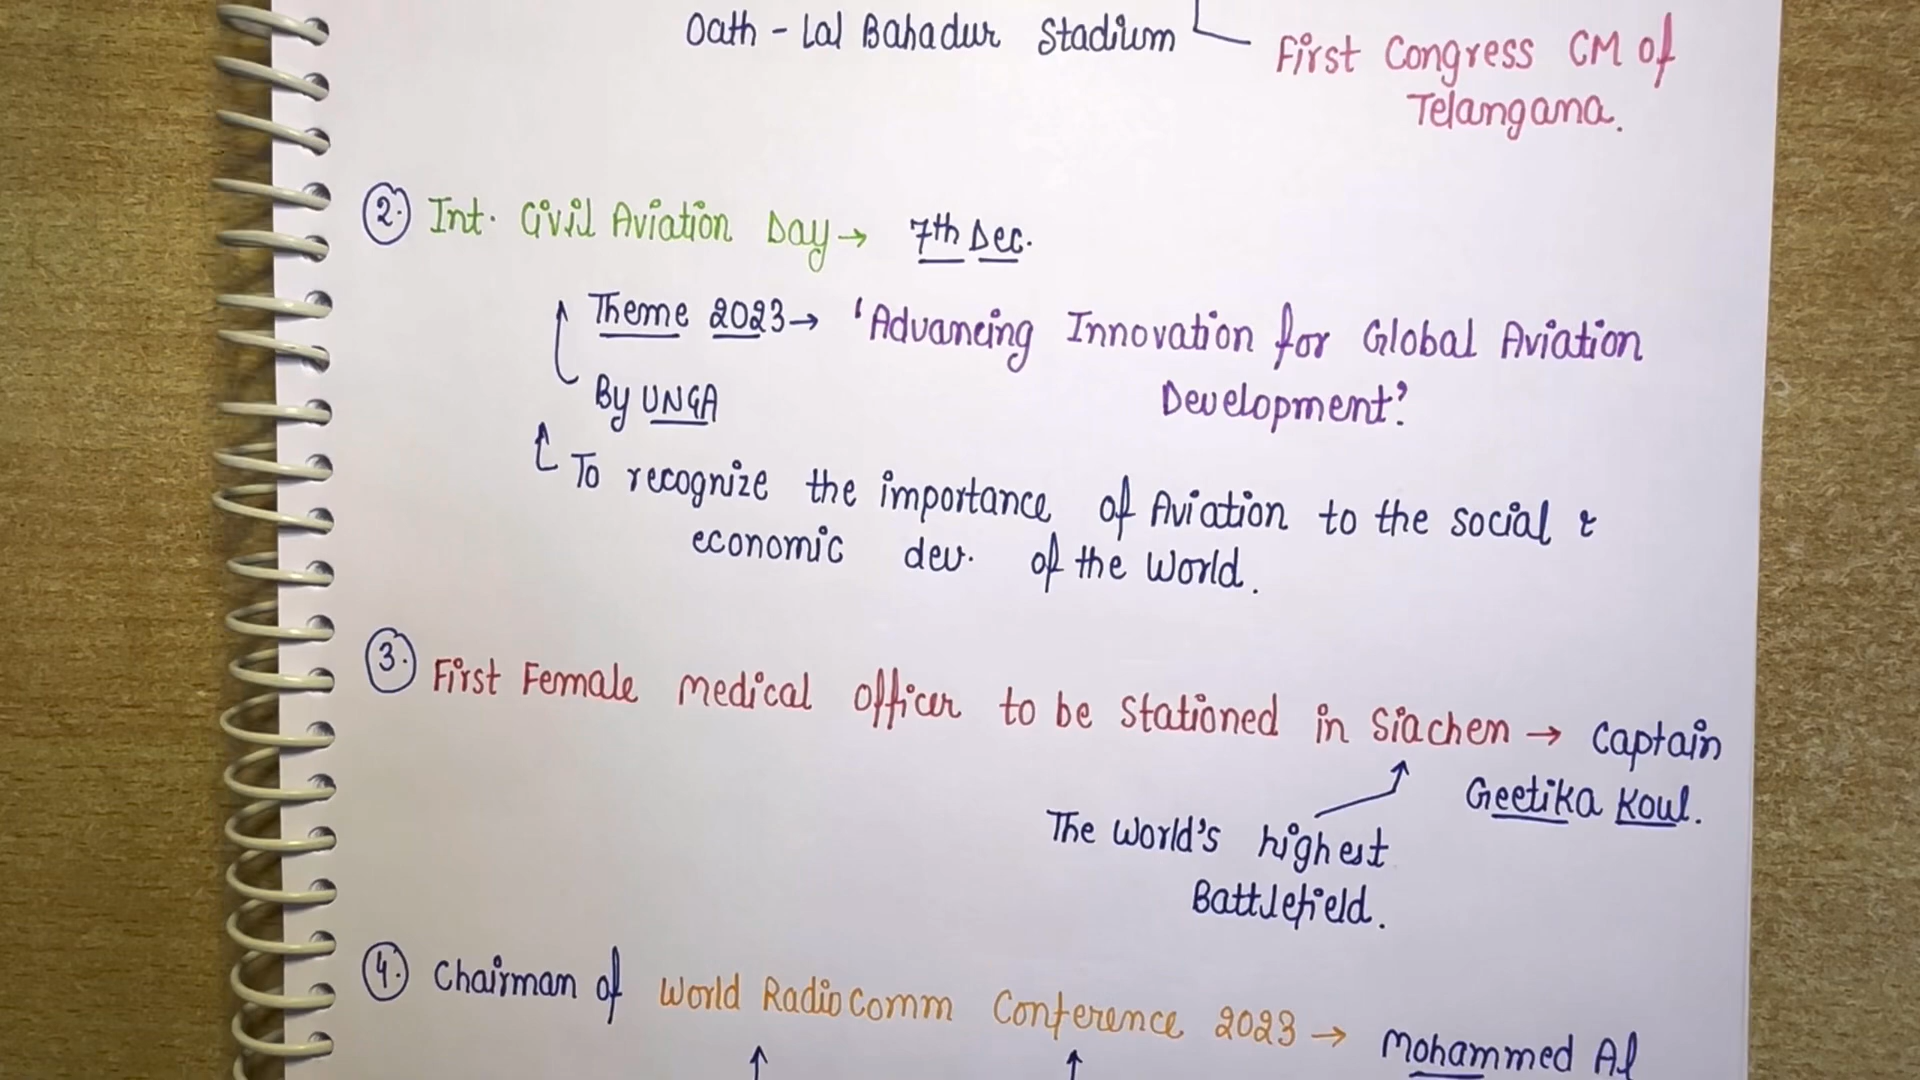 Oath - Lal Bahadur Stadium
First Congress CM of
Telangana.
2. Int. Civil Aviation Day → 7th Dec.
Theme 2023 → 'Advancing Innovation for Global Aviation
Development'
By UNGA
To recognize the importance of Aviation to the social &
economic dev. of the World.
3. First Female medical officer to be Stationed in Siachen → Captain
Geetika Koul.
The World's highest
Battlefield.
4. Chairman of World Radio Comm Conference 2023 →
Mohammed Al